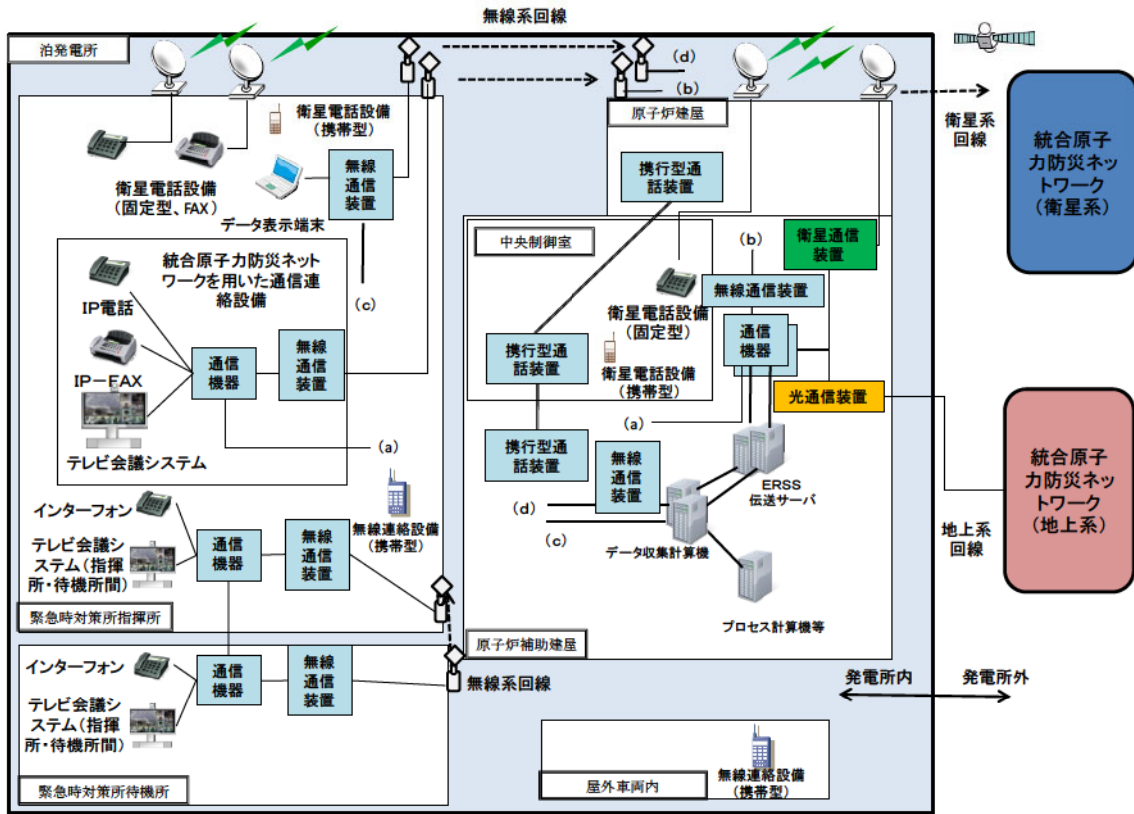 無線系回線
泊発電所
(d)
(b)
原子炉建屋
衛星系
回線
統合原子
力防災ネッ
トワーク
(衛星系)
衛星電話設備
(携帯型)
無線
通信
装置
衛星電話設備
(固定型、FAX)
データ表示端末
(c)
統合原子力防災ネット
ワークを用いた通信連
絡設備
IP電話
IP-FAX
テレビ会議システム
通信
機器
無線
通信
装置
(a)
携行型通
話装置
中央制御室
(b)
衛星通信
装置
無線通信装置
衛星電話設備
(固定型)
通信
機器
携行型通
話装置
衛星電話設備
(携帯型)
光通信装置
(a)
携行型通
話装置
無線
通信
装置
ERSS
伝送サーバ
(d)
(c)
データ収集計算機
プロセス計算機等
原子炉補助建屋
統合原子
力防災ネッ
トワーク
(地上系)
地上系
回線
インターフォン
テレビ会議シ
ステム(指揮
所・待機所間)
通信
機器
無線
通信
装置
無線連絡設備
(携帯型)
緊急時対策所指揮所
インターフォン
テレビ会議シ
ステム(指揮
所・待機所間)
通信
機器
無線
通信
装置
無線系回線
緊急時対策所待機所
発電所内
発電所外
無線連絡設備
(携帯型)
屋外車両内